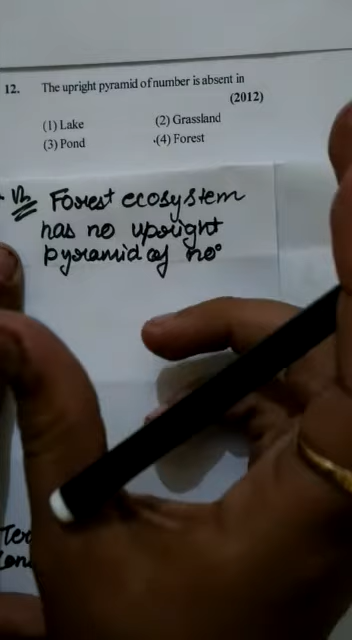 12. The upright pyramid of number is absent in
(2012)
(1) Lake (2) Grassland
(3) Pond (4) Forest
Forest ecosystem
has no upright
pyramid of no°